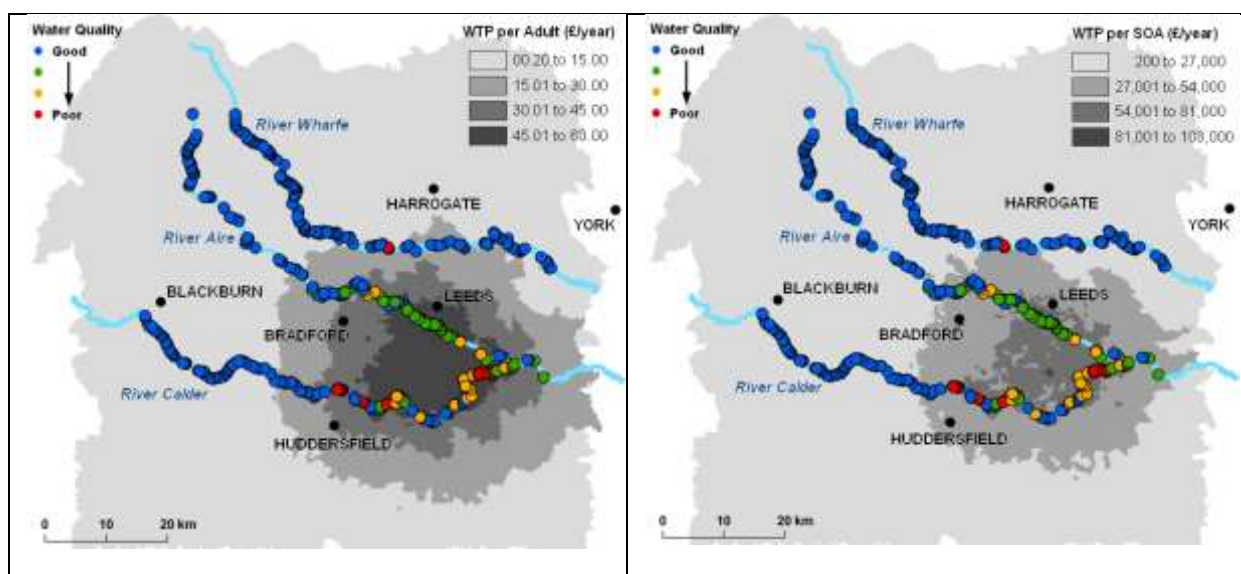 Water Quality
Good
Poor
WTP per Adult (£/year)
00.20 to 15.00
15.01 to 30.00
30.01 to 45.00
45.01 to 60.00
River Wharfe
HARROGATE
YORK
River Aire
BLACKBURN
LEEDS
BRADFORD
River Calder
HUDDERSFIELD
0 10 20 km
Water Quality
Good
Poor
WTP per SOA (£/year)
200 to 27,000
27,001 to 54,000
54,001 to 81,000
81,001 to 108,000
River Wharfe
HARROGATE
YORK
River Aire
BLACKBURN
LEEDS
BRADFORD
River Calder
HUDDERSFIELD
0 10 20 km